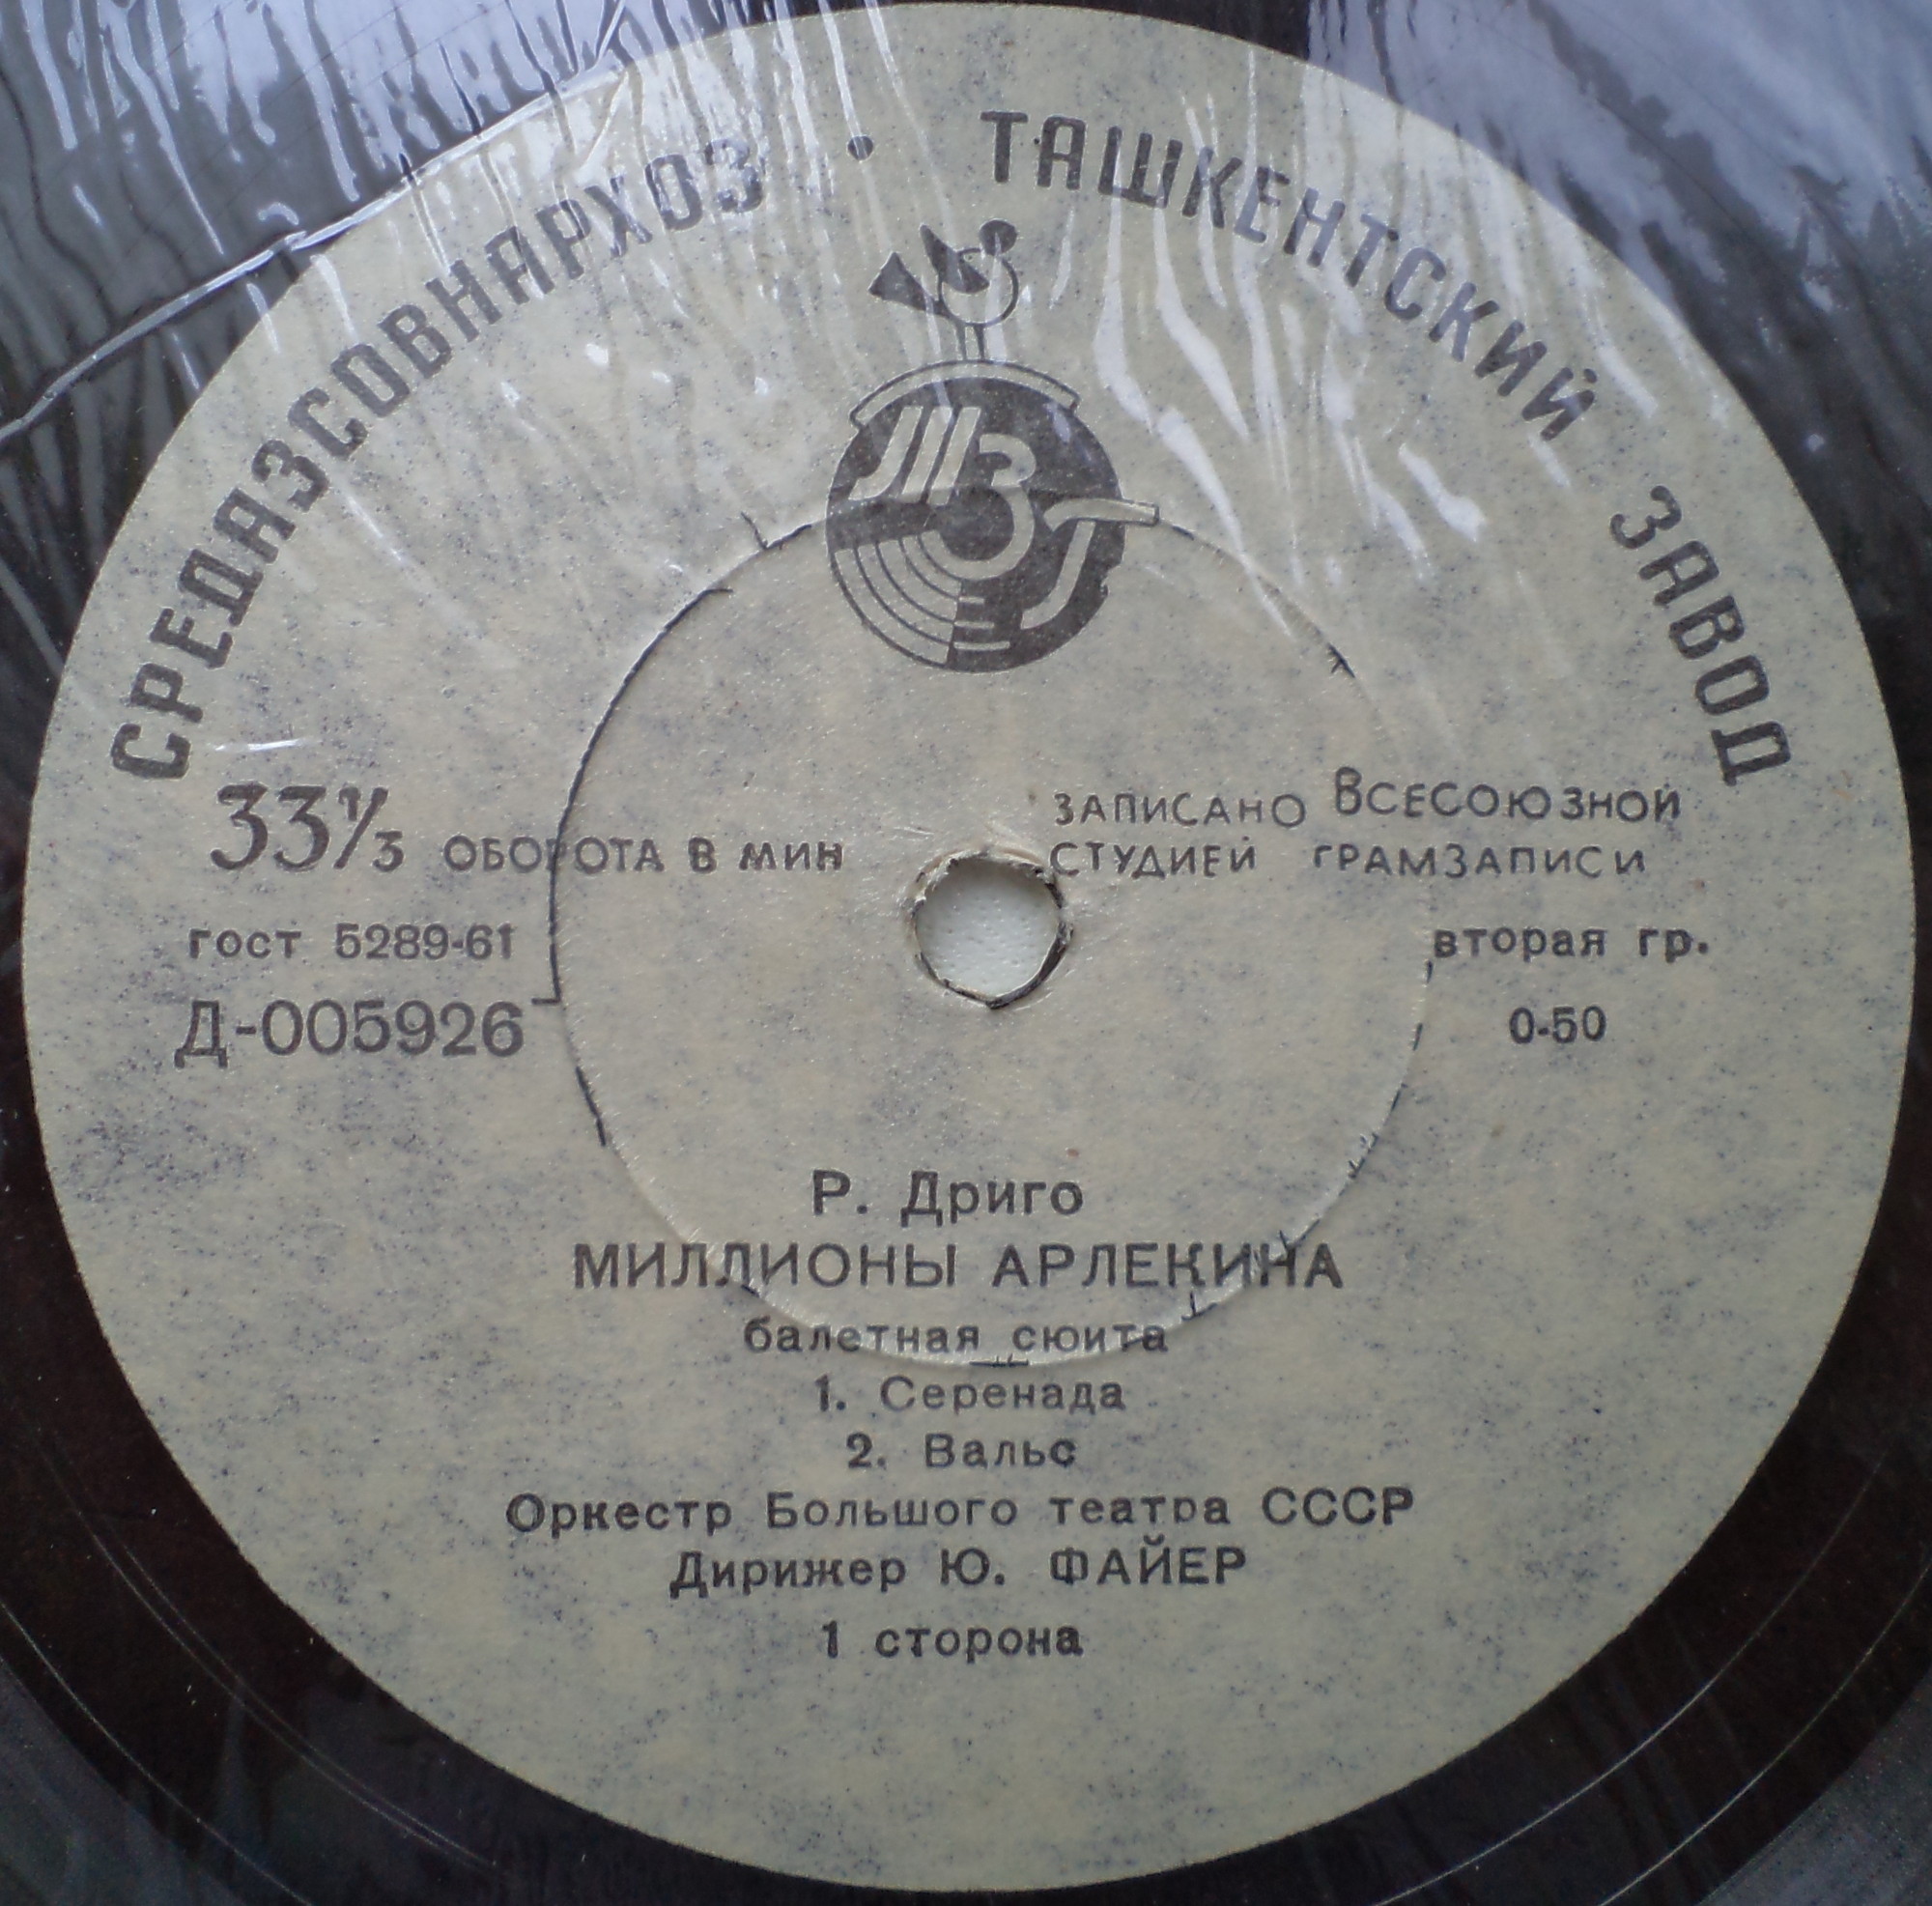 СРЕДАЗСОВНАРХОЗ • ТАШКЕНТСКИЙ ЗАВОД
ТЗ
33⅓ ОБОРОТА В МИН
ЗАПИСАНО ВСЕСОЮЗНОЙ
СТУДИЕЙ ГРАМЗАПИСИ
гост 5289-61
вторая гр.
Д-005926
0-50
Р. Дриго
МИЛЛИОНЫ АРЛЕКИНА
балетная сюита
1. Серенада
2. Вальс
Оркестр Большого театра СССР
Дирижер Ю. ФАЙЕР
1 сторона